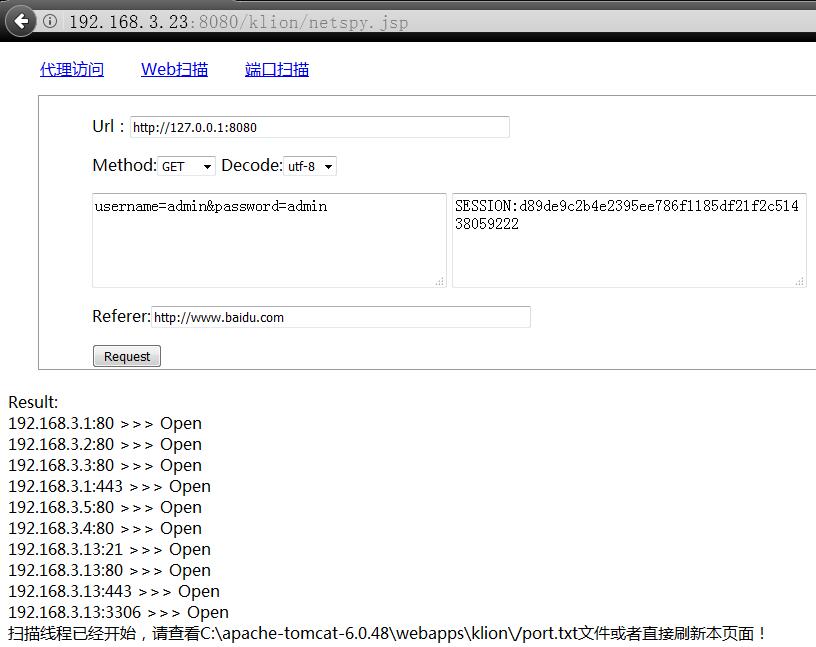 192.168.3.23:8080/klion/netspy.jsp
代理访问 Web扫描 端口扫描
Url：http://127.0.0.1:8080
Method: GET Decode: utf-8
username=admin&password=admin
SESSION:d89de9c2b4e2395ee786f1185df21f2c514
38059222
Referer: http://www.baidu.com
Request
Result:
192.168.3.1:80 >>> Open
192.168.3.2:80 >>> Open
192.168.3.3:80 >>> Open
192.168.3.1:443 >>> Open
192.168.3.5:80 >>> Open
192.168.3.4:80 >>> Open
192.168.3.13:21 >>> Open
192.168.3.13:80 >>> Open
192.168.3.13:443 >>> Open
192.168.3.13:3306 >>> Open
扫描线程已经开始，请查看C:\apache-tomcat-6.0.48\webapps\klion\/port.txt文件或者直接刷新本页面！